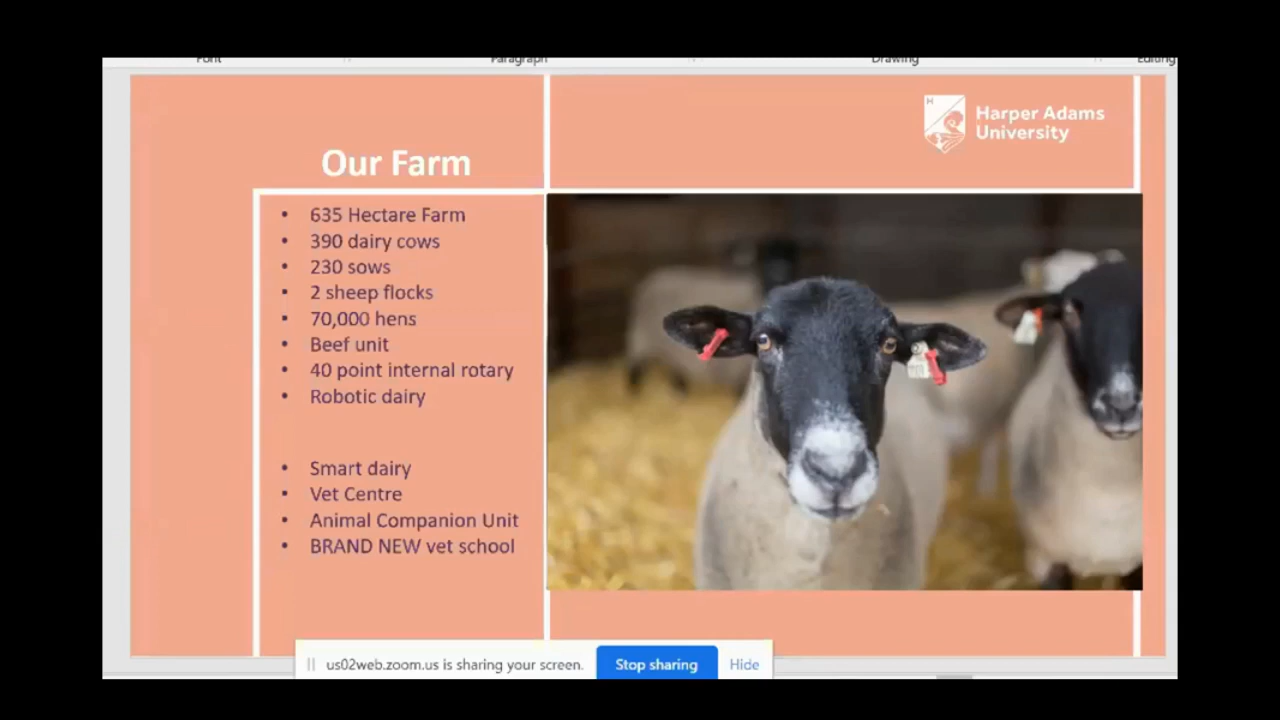 Font
Paragraph
Drawing
Editing
Harper Adams
University
Our Farm
• 635 Hectare Farm
• 390 dairy cows
• 230 sows
• 2 sheep flocks
• 70,000 hens
• Beef unit
• 40 point internal rotary
• Robotic dairy
• Smart dairy
• Vet Centre
• Animal Companion Unit
• BRAND NEW vet school
us02web.zoom.us is sharing your screen.
Stop sharing
Hide